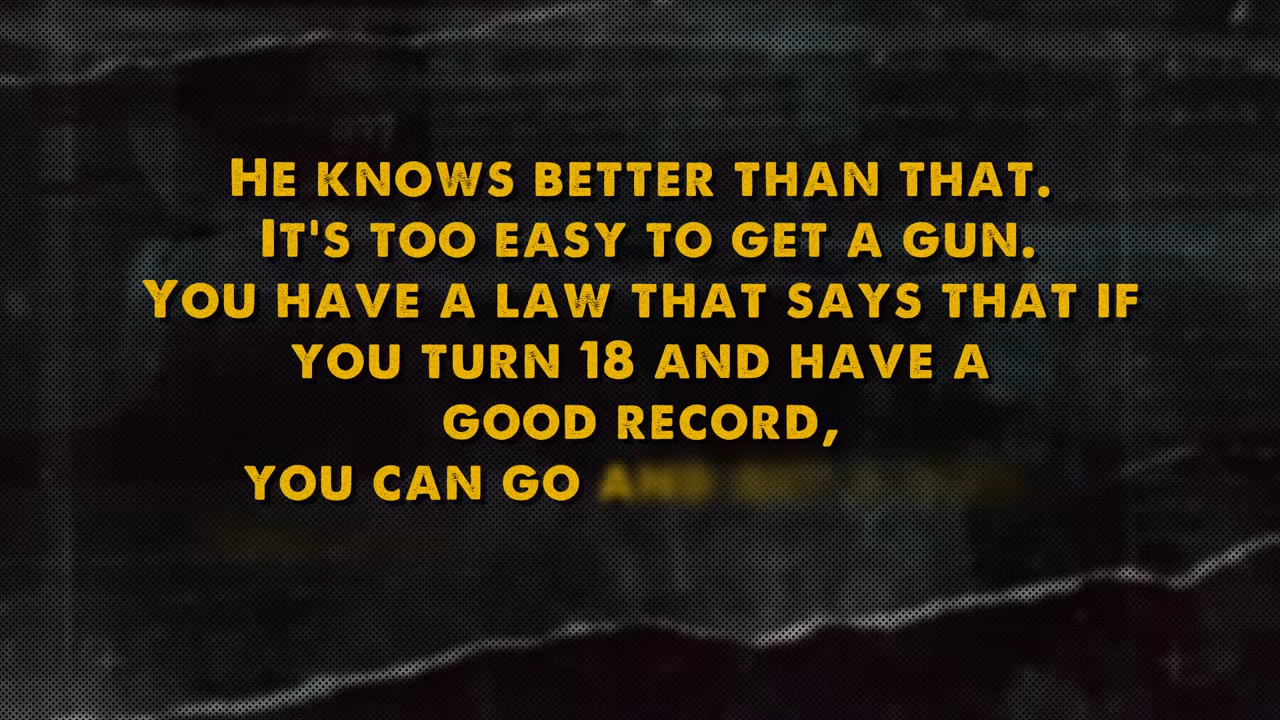 He knows better than that.
It's too easy to get a gun.
You have a law that says that if
you turn 18 and have a
good record,
you can go and